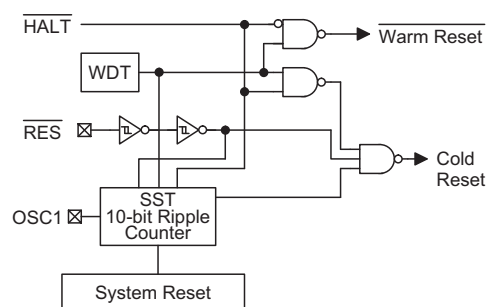 HALT
Warm Reset
WDT
RES
Cold
Reset
SST
10-bit Ripple
Counter
OSC1
System Reset